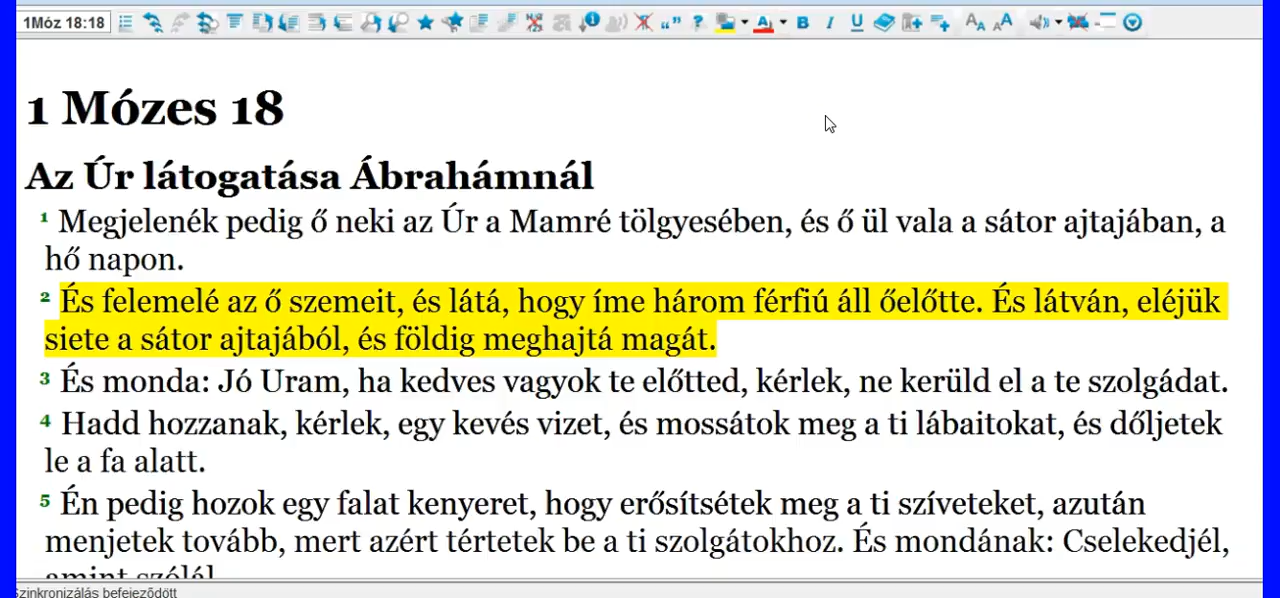 1Móz 18:18
1 Mózes 18
Az Úr látogatása Ábrahámnál
1 Megjelenék pedig ő neki az Úr a Mamré tölgyesében, és ő ül vala a sátor ajtajában, a
hő napon.
2 És felemelé az ő szemeit, és látá, hogy íme három férfiú áll őelőtte. És látván, eléjük
siete a sátor ajtajából, és földig meghajtá magát.
3 És monda: Jó Uram, ha kedves vagyok te előtted, kérlek, ne kerüld el a te szolgádat.
4 Hadd hozzanak, kérlek, egy kevés vizet, és mossátok meg a ti lábaitokat, és dőljetek
le a fa alatt.
5 Én pedig hozok egy falat kenyeret, hogy erősítsétek meg a ti szíveteket, azután
menjetek tovább, mert azért tértetek be a ti szolgátokhoz. És mondának: Cselekedjél,
amint szólál
Szinkronizálás befejeződött